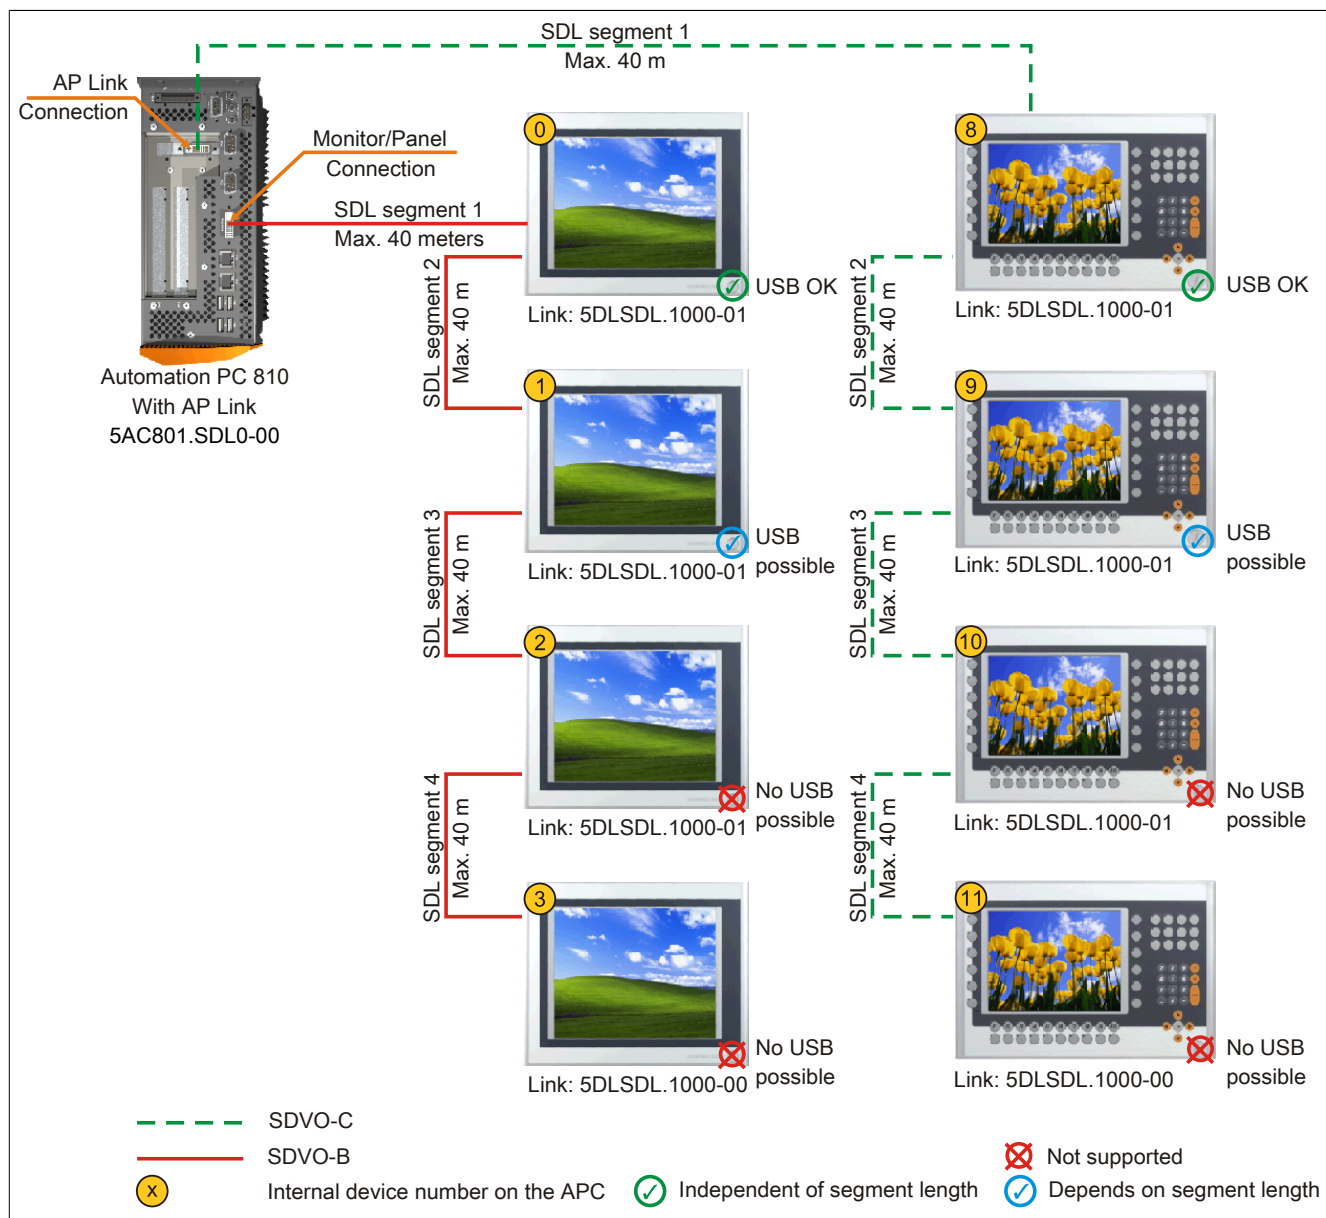 SDL segment 1
Max. 40 m
AP Link
Connection
Monitor/Panel
Connection
SDL segment 1
Max. 40 meters
Automation PC 810
With AP Link
5AC801.SDL0-00
0
USB OK
Link: 5DLSDL.1000-01
SDL segment 2
Max. 40 m
1
USB
possible
Link: 5DLSDL.1000-01
SDL segment 3
Max. 40 m
2
No USB
possible
Link: 5DLSDL.1000-01
SDL segment 4
Max. 40 m
3
No USB
possible
Link: 5DLSDL.1000-00
8
USB OK
Link: 5DLSDL.1000-01
SDL segment 2
Max. 40 m
9
USB
possible
Link: 5DLSDL.1000-01
SDL segment 3
Max. 40 m
10
No USB
possible
Link: 5DLSDL.1000-01
SDL segment 4
Max. 40 m
11
No USB
possible
Link: 5DLSDL.1000-00
SDVO-C
SDVO-B
Not supported
x
Internal device number on the APC
Independent of segment length
Depends on segment length